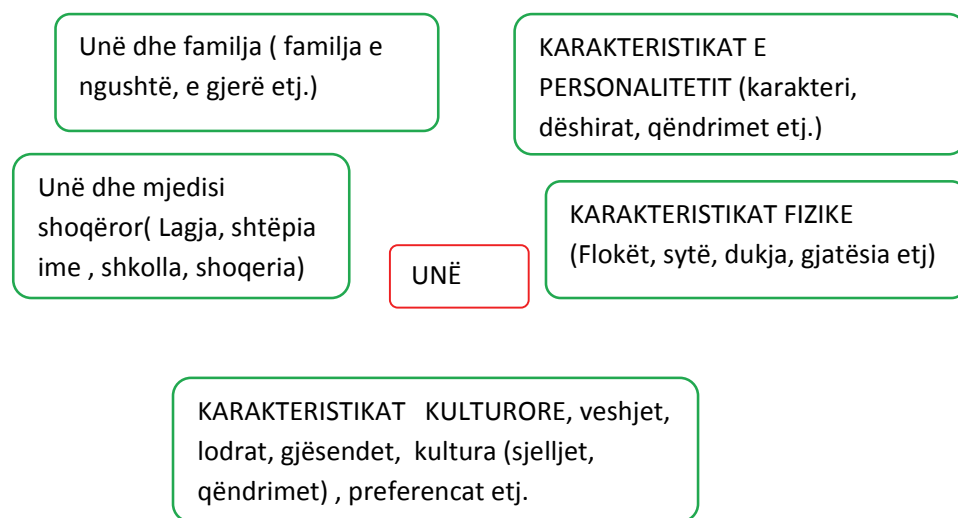 Unë dhe familja ( familja e
ngushtë, e gjerë etj.)
KARAKTERISTIKAT E
PERSONALITETIT (karakteri,
dëshirat, qëndrimet etj.)
Unë dhe mjedisi
shoqëror( Lagja, shtëpia
ime , shkolla, shoqeria)
UNË
KARAKTERISTIKAT FIZIKE
(Flokët, sytë, dukja, gjatësia etj)
KARAKTERISTIKAT KULTURORE, veshjet,
lodrat, gjësendet, kultura (sjelljet,
qëndrimet) , preferencat etj.